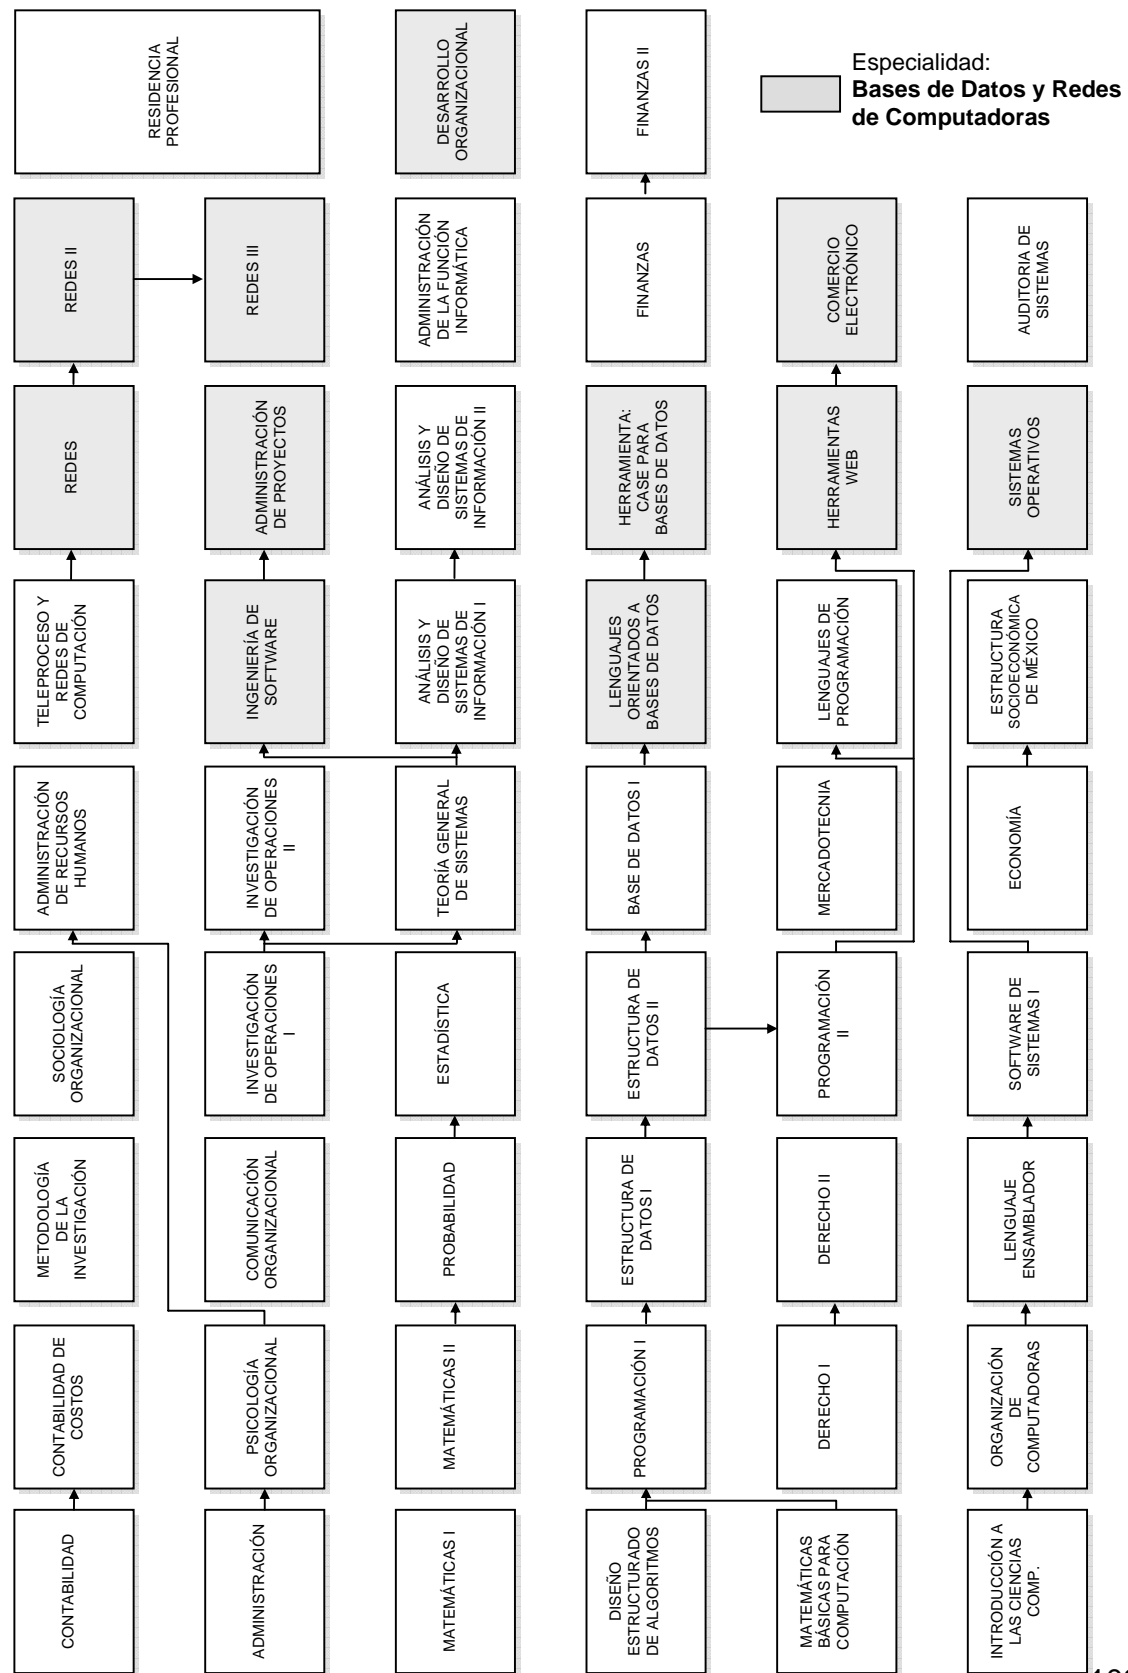 RESIDENCIA
PROFESIONAL
DESARROLLO
ORGANIZACIONAL
FINANZAS II
Especialidad:
Bases de Datos y Redes
de Computadoras
REDES II
REDES III
ADMINISTRACIÓN
DE LA FUNCIÓN
INFORMÁTICA
FINANZAS
COMERCIO
ELECTRÓNICO
AUDITORIA DE
SISTEMAS
REDES
ADMINISTRACIÓN
DE PROYECTOS
ANÁLISIS Y
DISEÑO DE
SISTEMAS DE
INFORMACIÓN II
HERRAMIENTA:
CASE PARA
BASES DE DATOS
HERRAMIENTAS
WEB
SISTEMAS
OPERATIVOS
TELEPROCESO Y
REDES DE
COMPUTACIÓN
INGENIERÍA DE
SOFTWARE
ANÁLISIS Y
DISEÑO DE
SISTEMAS DE
INFORMACIÓN I
LENGUAJES
ORIENTADOS A
BASES DE DATOS
LENGUAJES DE
PROGRAMACIÓN
ESTRUCTURA
SOCIOECONÓMICA
DE MÉXICO
ADMINISTRACIÓN
DE RECURSOS
HUMANOS
INVESTIGACIÓN
DE OPERACIONES
II
TEORÍA GENERAL
DE SISTEMAS
BASE DE DATOS I
MERCADOTECNIA
ECONOMÍA
SOCIOLOGÍA
ORGANIZACIONAL
INVESTIGACIÓN
DE OPERACIONES
I
ESTADÍSTICA
ESTRUCTURA DE
DATOS II
PROGRAMACIÓN
II
SOFTWARE DE
SISTEMAS I
METODOLOGÍA
DE LA
INVESTIGACIÓN
COMUNICACIÓN
ORGANIZACIONAL
PROBABILIDAD
ESTRUCTURA DE
DATOS I
DERECHO II
LENGUAJE
ENSAMBLADOR
CONTABILIDAD DE
COSTOS
PSICOLOGÍA
ORGANIZACIONAL
MATEMÁTICAS II
PROGRAMACIÓN I
DERECHO I
ORGANIZACIÓN
DE
COMPUTADORAS
CONTABILIDAD
ADMINISTRACIÓN
MATEMÁTICAS I
DISEÑO
ESTRUCTURADO
DE ALGORITMOS
MATEMÁTICAS
BÁSICAS PARA
COMPUTACIÓN
INTRODUCCIÓN A
LAS CIENCIAS
COMP.